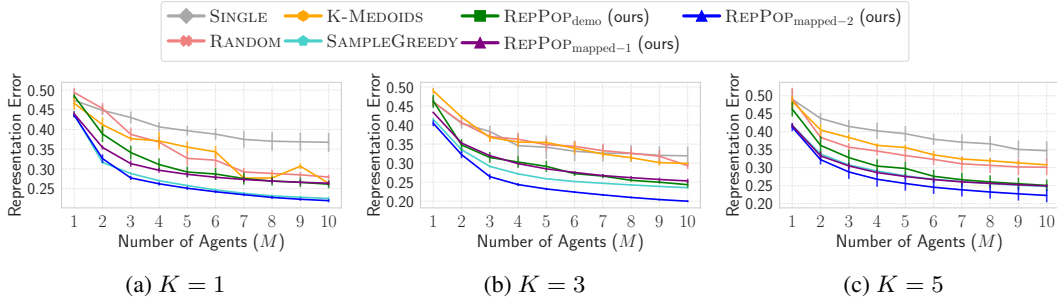 SINGLE K-MEDOIDS REPPOP_demo (ours) REPPOP_mapped−2 (ours)
RANDOM SAMPLEGREEDY REPPOP_mapped−1 (ours)
Representation Error
0.50
0.45
0.40
0.35
0.30
0.25
1 2 3 4 5 6 7 8 9 10
Number of Agents (M)
(a) K = 1
Representation Error
0.50
0.45
0.40
0.35
0.30
0.25
0.20
1 2 3 4 5 6 7 8 9 10
Number of Agents (M)
(b) K = 3
Representation Error
0.50
0.45
0.40
0.35
0.30
0.25
0.20
1 2 3 4 5 6 7 8 9 10
Number of Agents (M)
(c) K = 5